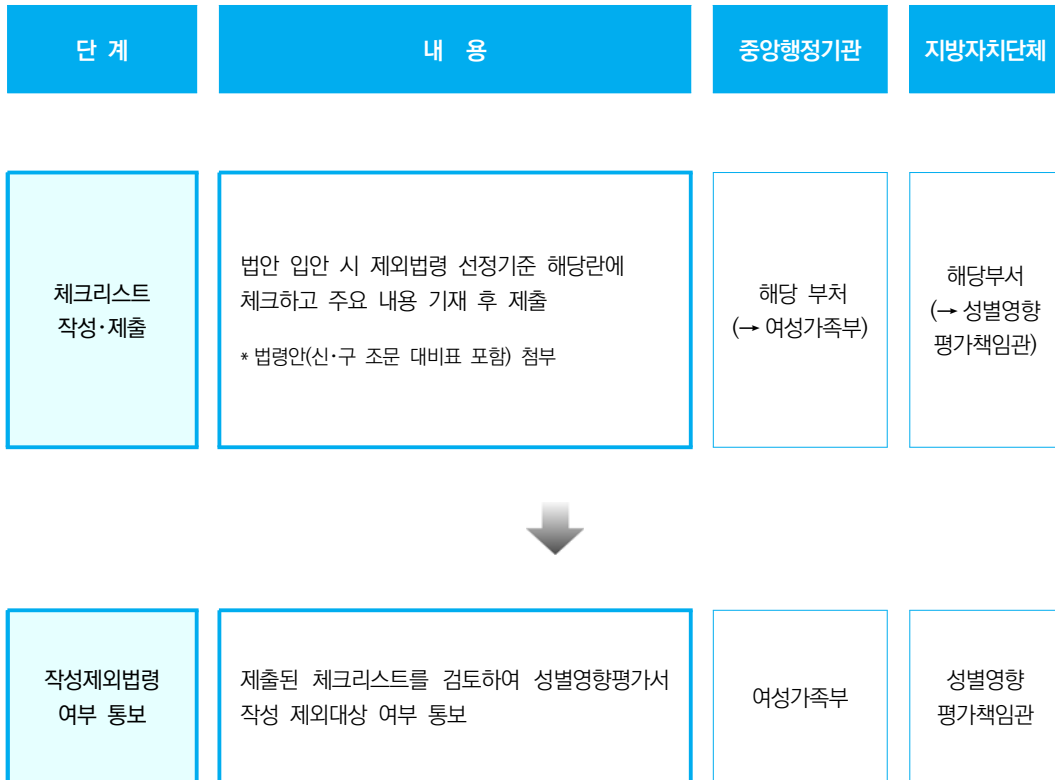 단 계
내 용
중앙행정기관
지방자치단체
체크리스트
작성·제출
법안 입안 시 제외법령 선정기준 해당란에
체크하고 주요 내용 기재 후 제출
* 법령안(신·구 조문 대비표 포함) 첨부
해당 부처
(→ 여성가족부)
해당부서
(→ 성별영향
평가책임관)
작성제외법령
여부 통보
제출된 체크리스트를 검토하여 성별영향평가서
작성 제외대상 여부 통보
여성가족부
성별영향
평가책임관